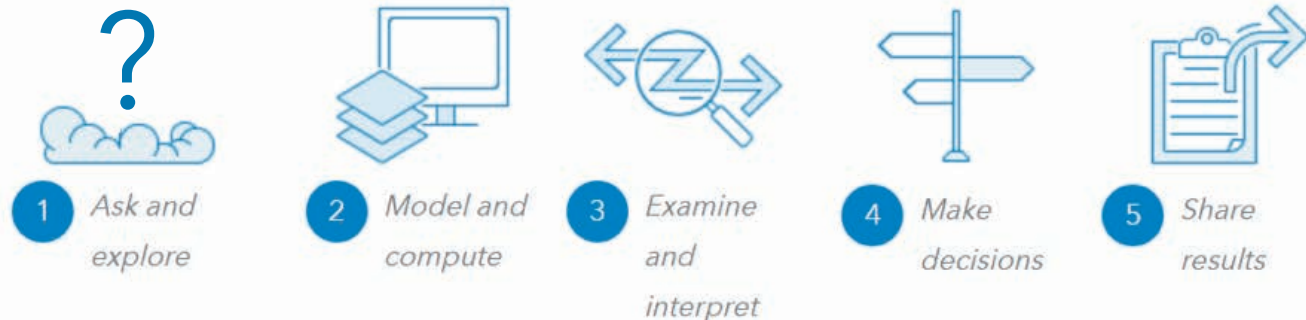 ?
1 Ask and
explore
2 Model and
compute
3 Examine
and
interpret
4 Make
decisions
5 Share
results